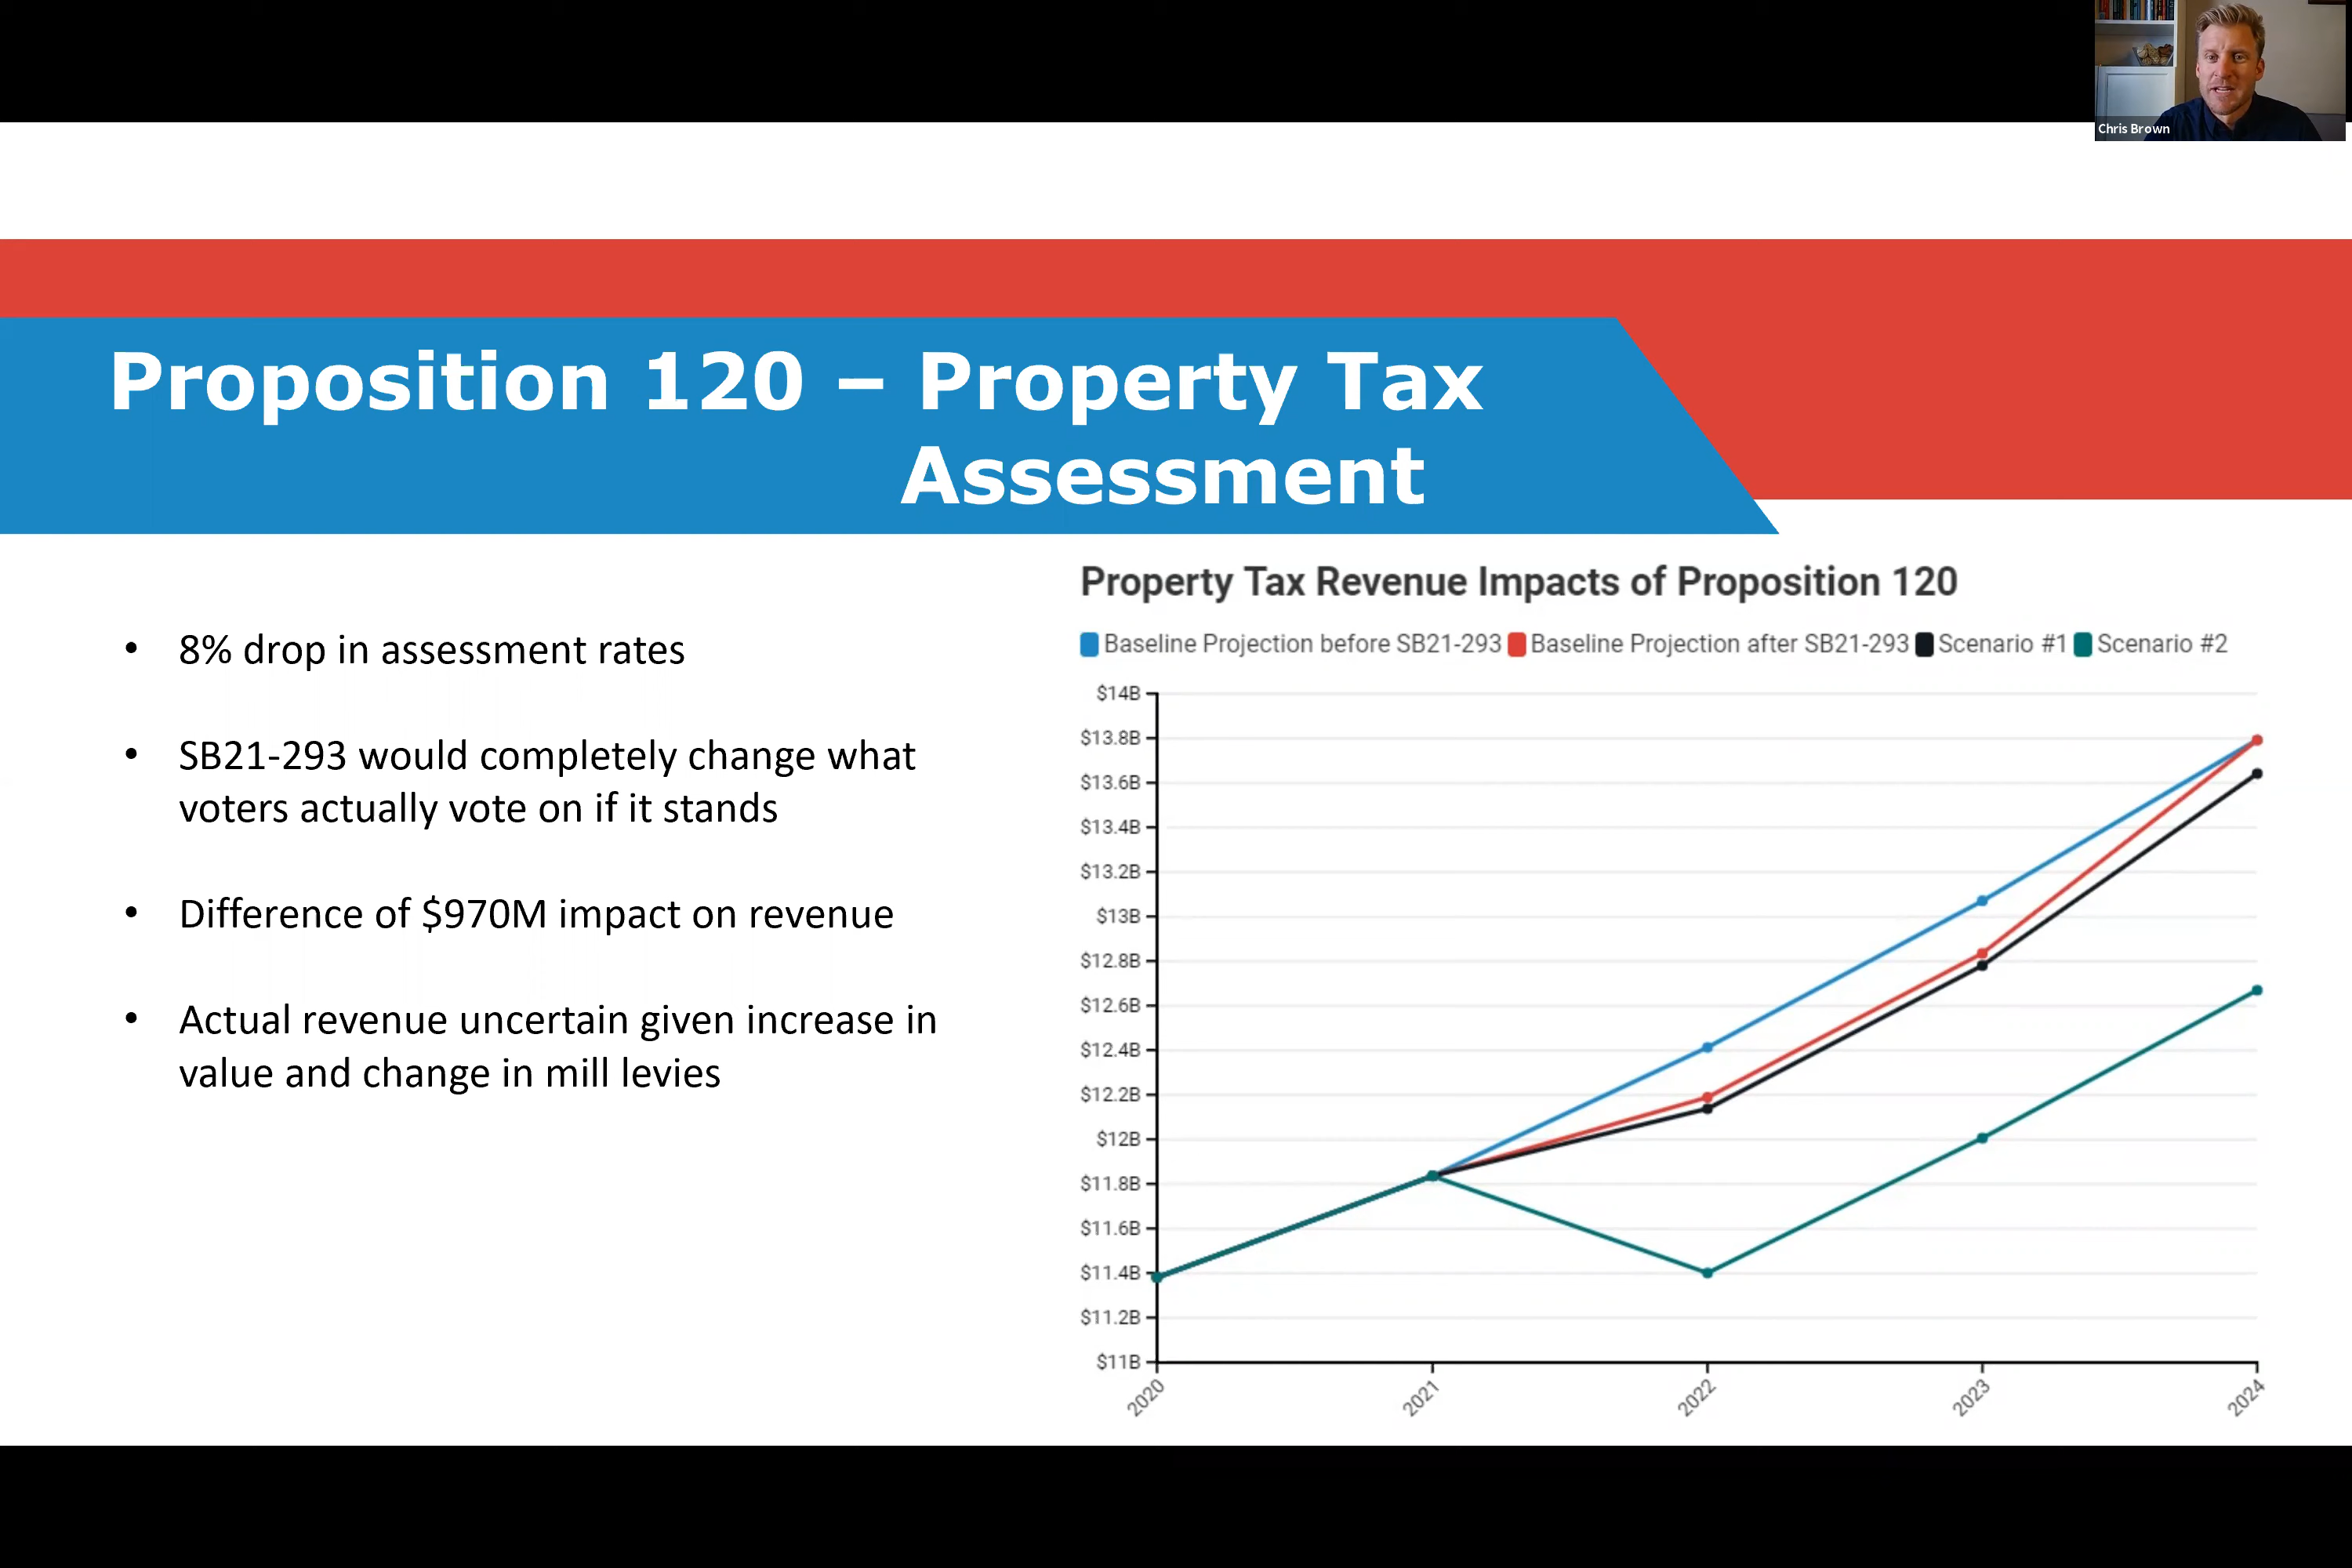 Chris Brown
Proposition 120 – Property Tax
Assessment
• 8% drop in assessment rates
• SB21-293 would completely change what
voters actually vote on if it stands
• Difference of $970M impact on revenue
• Actual revenue uncertain given increase in
value and change in mill levies
Property Tax Revenue Impacts of Proposition 120
Baseline Projection before SB21-293 Baseline Projection after SB21-293 Scenario #1 Scenario #2
$14B
$13.8B
$13.6B
$13.4B
$13.2B
$13B
$12.8B
$12.6B
$12.4B
$12.2B
$12B
$11.8B
$11.6B
$11.4B
$11.2B
$11B
2020 2021 2022 2023 2024